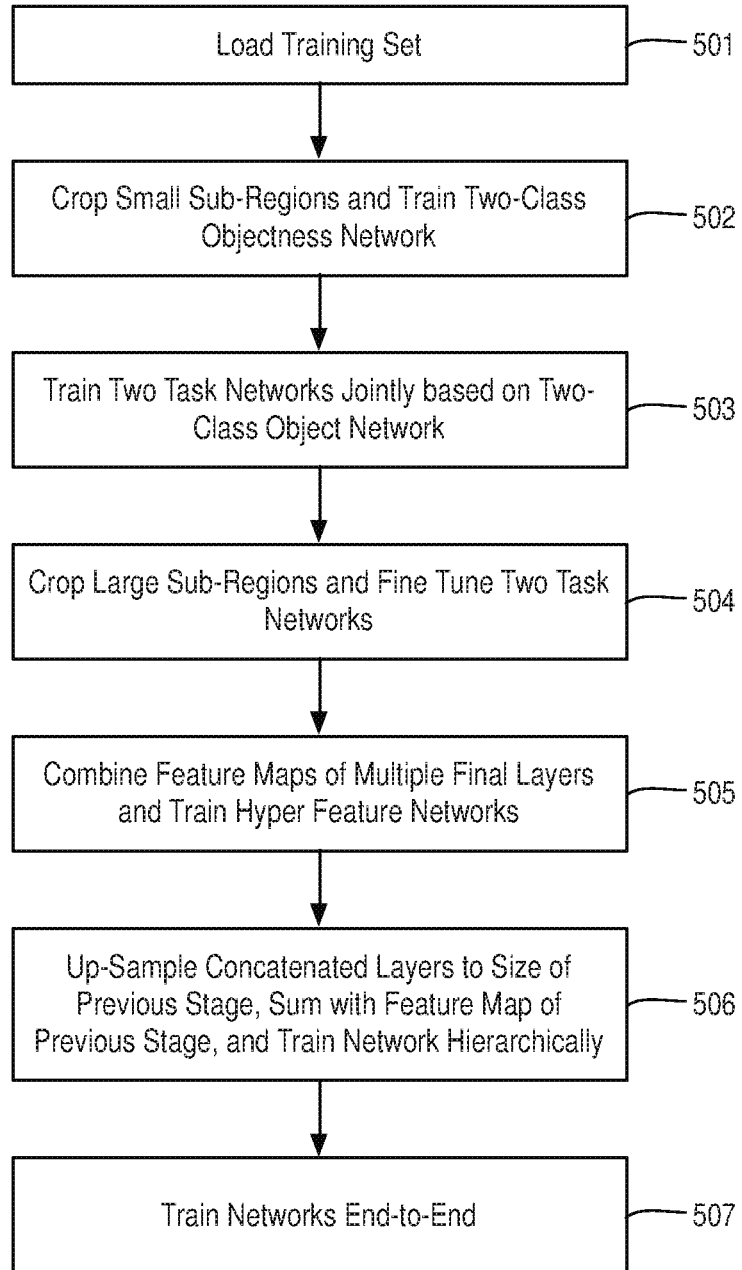 Load Training Set
501
Crop Small Sub-Regions and Train Two-Class
Objectness Network
502
Train Two Task Networks Jointly based on Two-
Class Object Network
503
Crop Large Sub-Regions and Fine Tune Two Task
Networks
504
Combine Feature Maps of Multiple Final Layers
and Train Hyper Feature Networks
505
Up-Sample Concatenated Layers to Size of
Previous Stage, Sum with Feature Map of
Previous Stage, and Train Network Hierarchically
506
Train Networks End-to-End
507